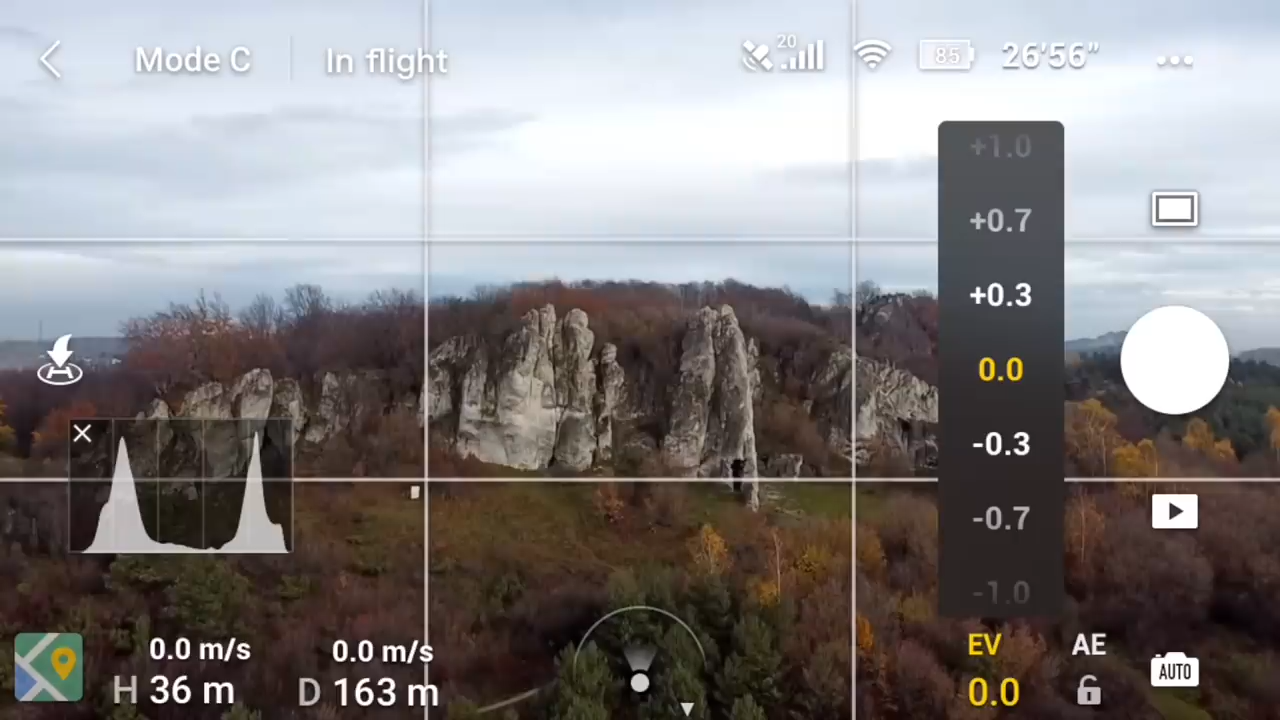 Mode C
In flight
20
85
26'56"
+1.0
+0.7
+0.3
0.0
-0.3
-0.7
-1.0
EV
AE
0.0 m/s
0.0 m/s
H 36 m
D 163 m
0.0
AUTO